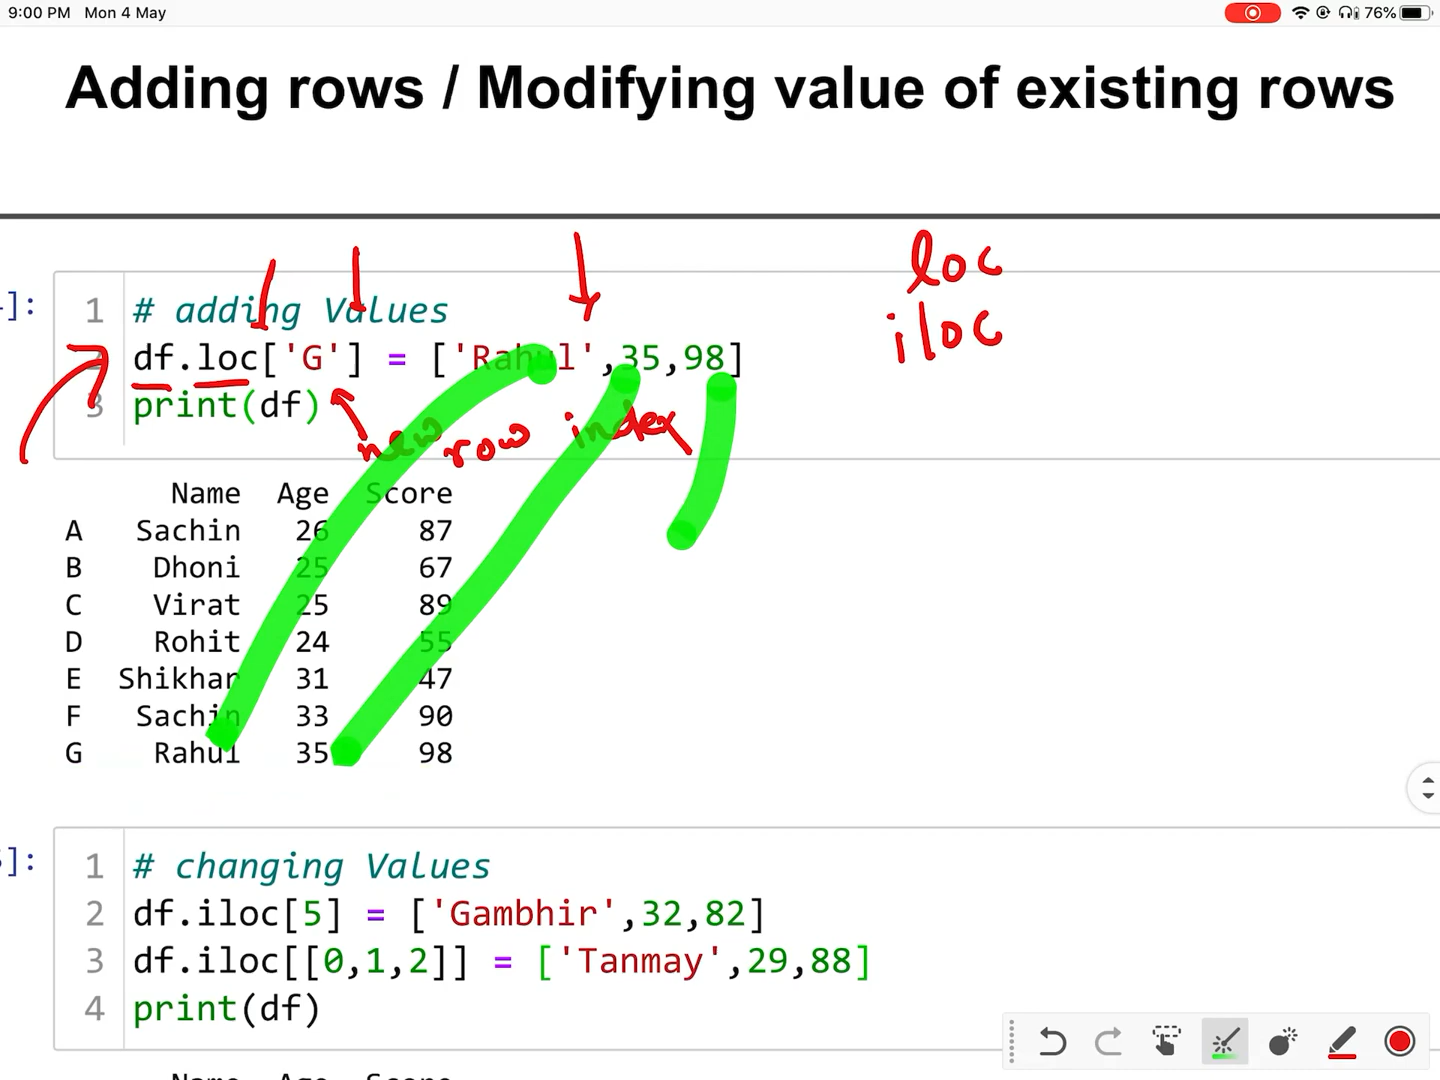 9:00 PM Mon 4 May 76%
Adding rows / Modifying value of existing rows
loc
iloc
]:
1 # adding Values
df.loc['G'] = ['Rahul',35,98]
3 print(df)
new row index
Name Age Score
A Sachin 26 87
B Dhoni 25 67
C Virat 25 89
D Rohit 24 55
E Shikhar 31 47
F Sachin 33 90
G Rahul 35 98
]:
1 # changing Values
2 df.iloc[5] = ['Gambhir',32,82]
3 df.iloc[[0,1,2]] = ['Tanmay',29,88]
4 print(df)
Name Age Score